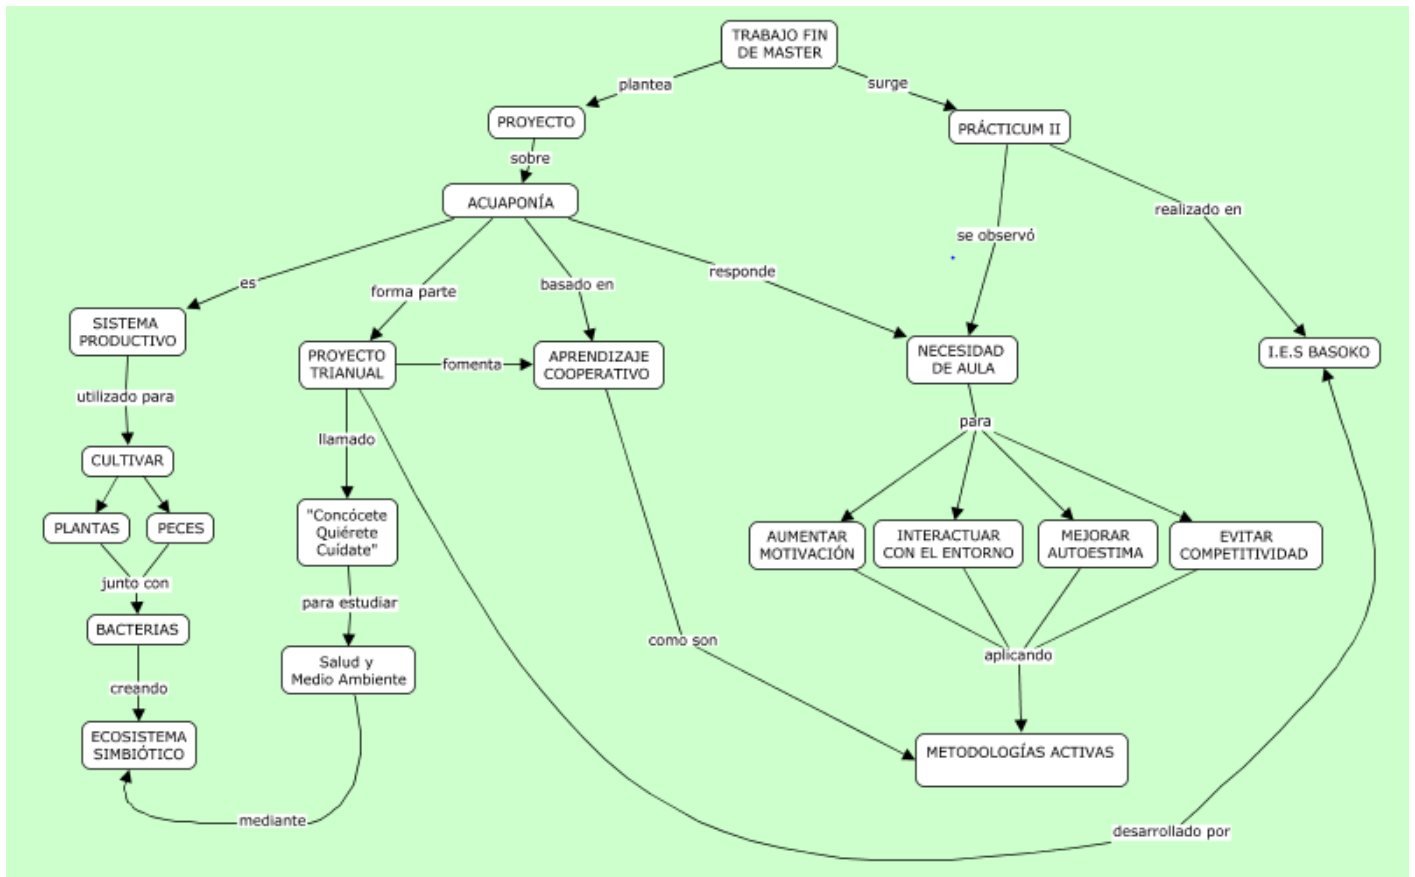 TRABAJO FIN
DE MASTER
plantea
surge
PROYECTO
PRÁCTICUM II
sobre
ACUAPONÍA
realizado en
se observó
responde
es
forma parte
basado en
SISTEMA
PRODUCTIVO
PROYECTO
TRIANUAL
fomenta
APRENDIZAJE
COOPERATIVO
NECESIDAD
DE AULA
I.E.S BASOKO
utilizado para
llamado
para
CULTIVAR
PLANTAS
PECES
"Concócete
Quiérete
Cuídate"
AUMENTAR
MOTIVACIÓN
INTERACTUAR
CON EL ENTORNO
MEJORAR
AUTOESTIMA
EVITAR
COMPETITIVIDAD
junto con
para estudiar
BACTERIAS
como son
aplicando
Salud y
Medio Ambiente
creando
ECOSISTEMA
SIMBIÓTICO
METODOLOGÍAS ACTIVAS
mediante
desarrollado por